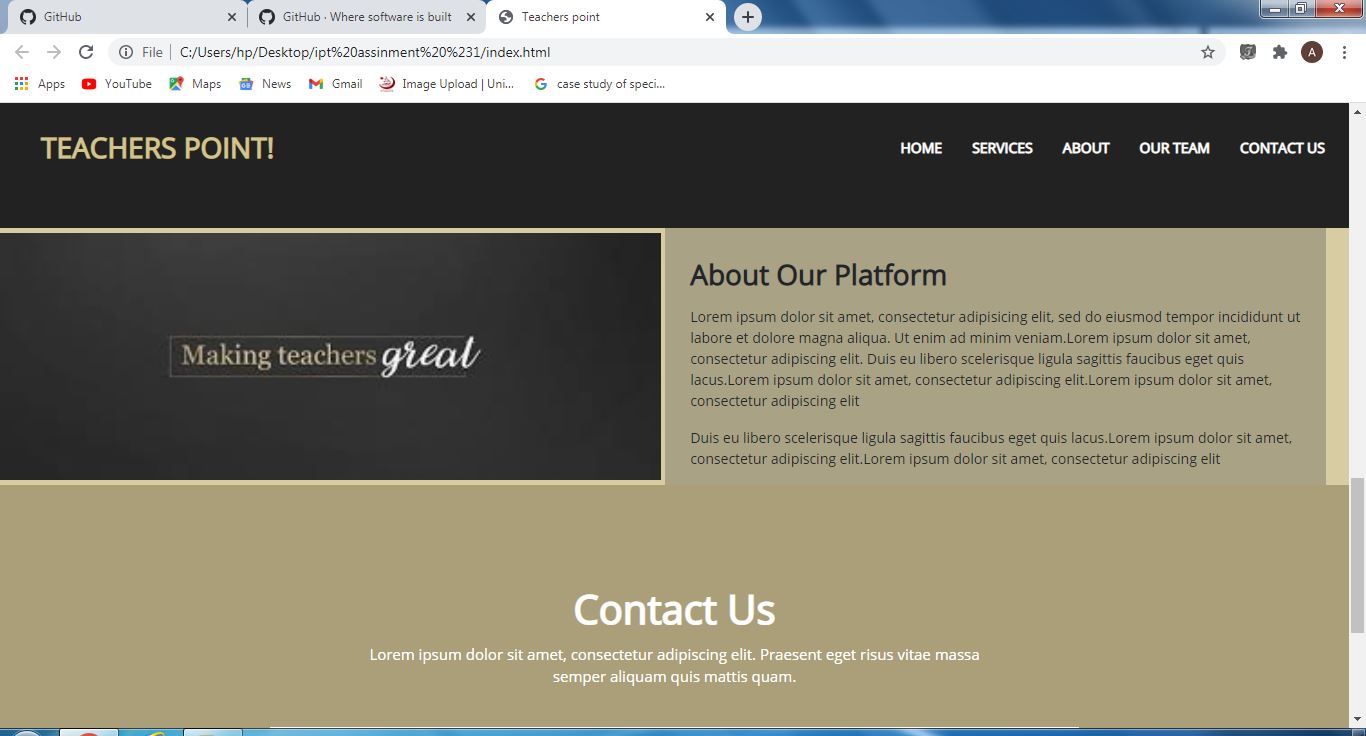 GitHub
GitHub · Where software is built
Teachers point
File
C:/Users/hp/Desktop/ipt%20assinment%20%231/index.html
A
Apps
YouTube
Maps
News
Gmail
Image Upload | Uni...
case study of speci...
TEACHERS POINT!
HOME
SERVICES
ABOUT
OUR TEAM
CONTACT US
Making teachers great
About Our Platform
Lorem ipsum dolor sit amet, consectetur adipisicing elit, sed do eiusmod tempor incididunt ut
labore et dolore magna aliqua. Ut enim ad minim veniam.Lorem ipsum dolor sit amet,
consectetur adipiscing elit. Duis eu libero scelerisque ligula sagittis faucibus eget quis
lacus.Lorem ipsum dolor sit amet, consectetur adipiscing elit.Lorem ipsum dolor sit amet,
consectetur adipiscing elit
Duis eu libero scelerisque ligula sagittis faucibus eget quis lacus.Lorem ipsum dolor sit amet,
consectetur adipiscing elit.Lorem ipsum dolor sit amet, consectetur adipiscing elit
Contact Us
Lorem ipsum dolor sit amet, consectetur adipiscing elit. Praesent eget risus vitae massa
semper aliquam quis mattis quam.